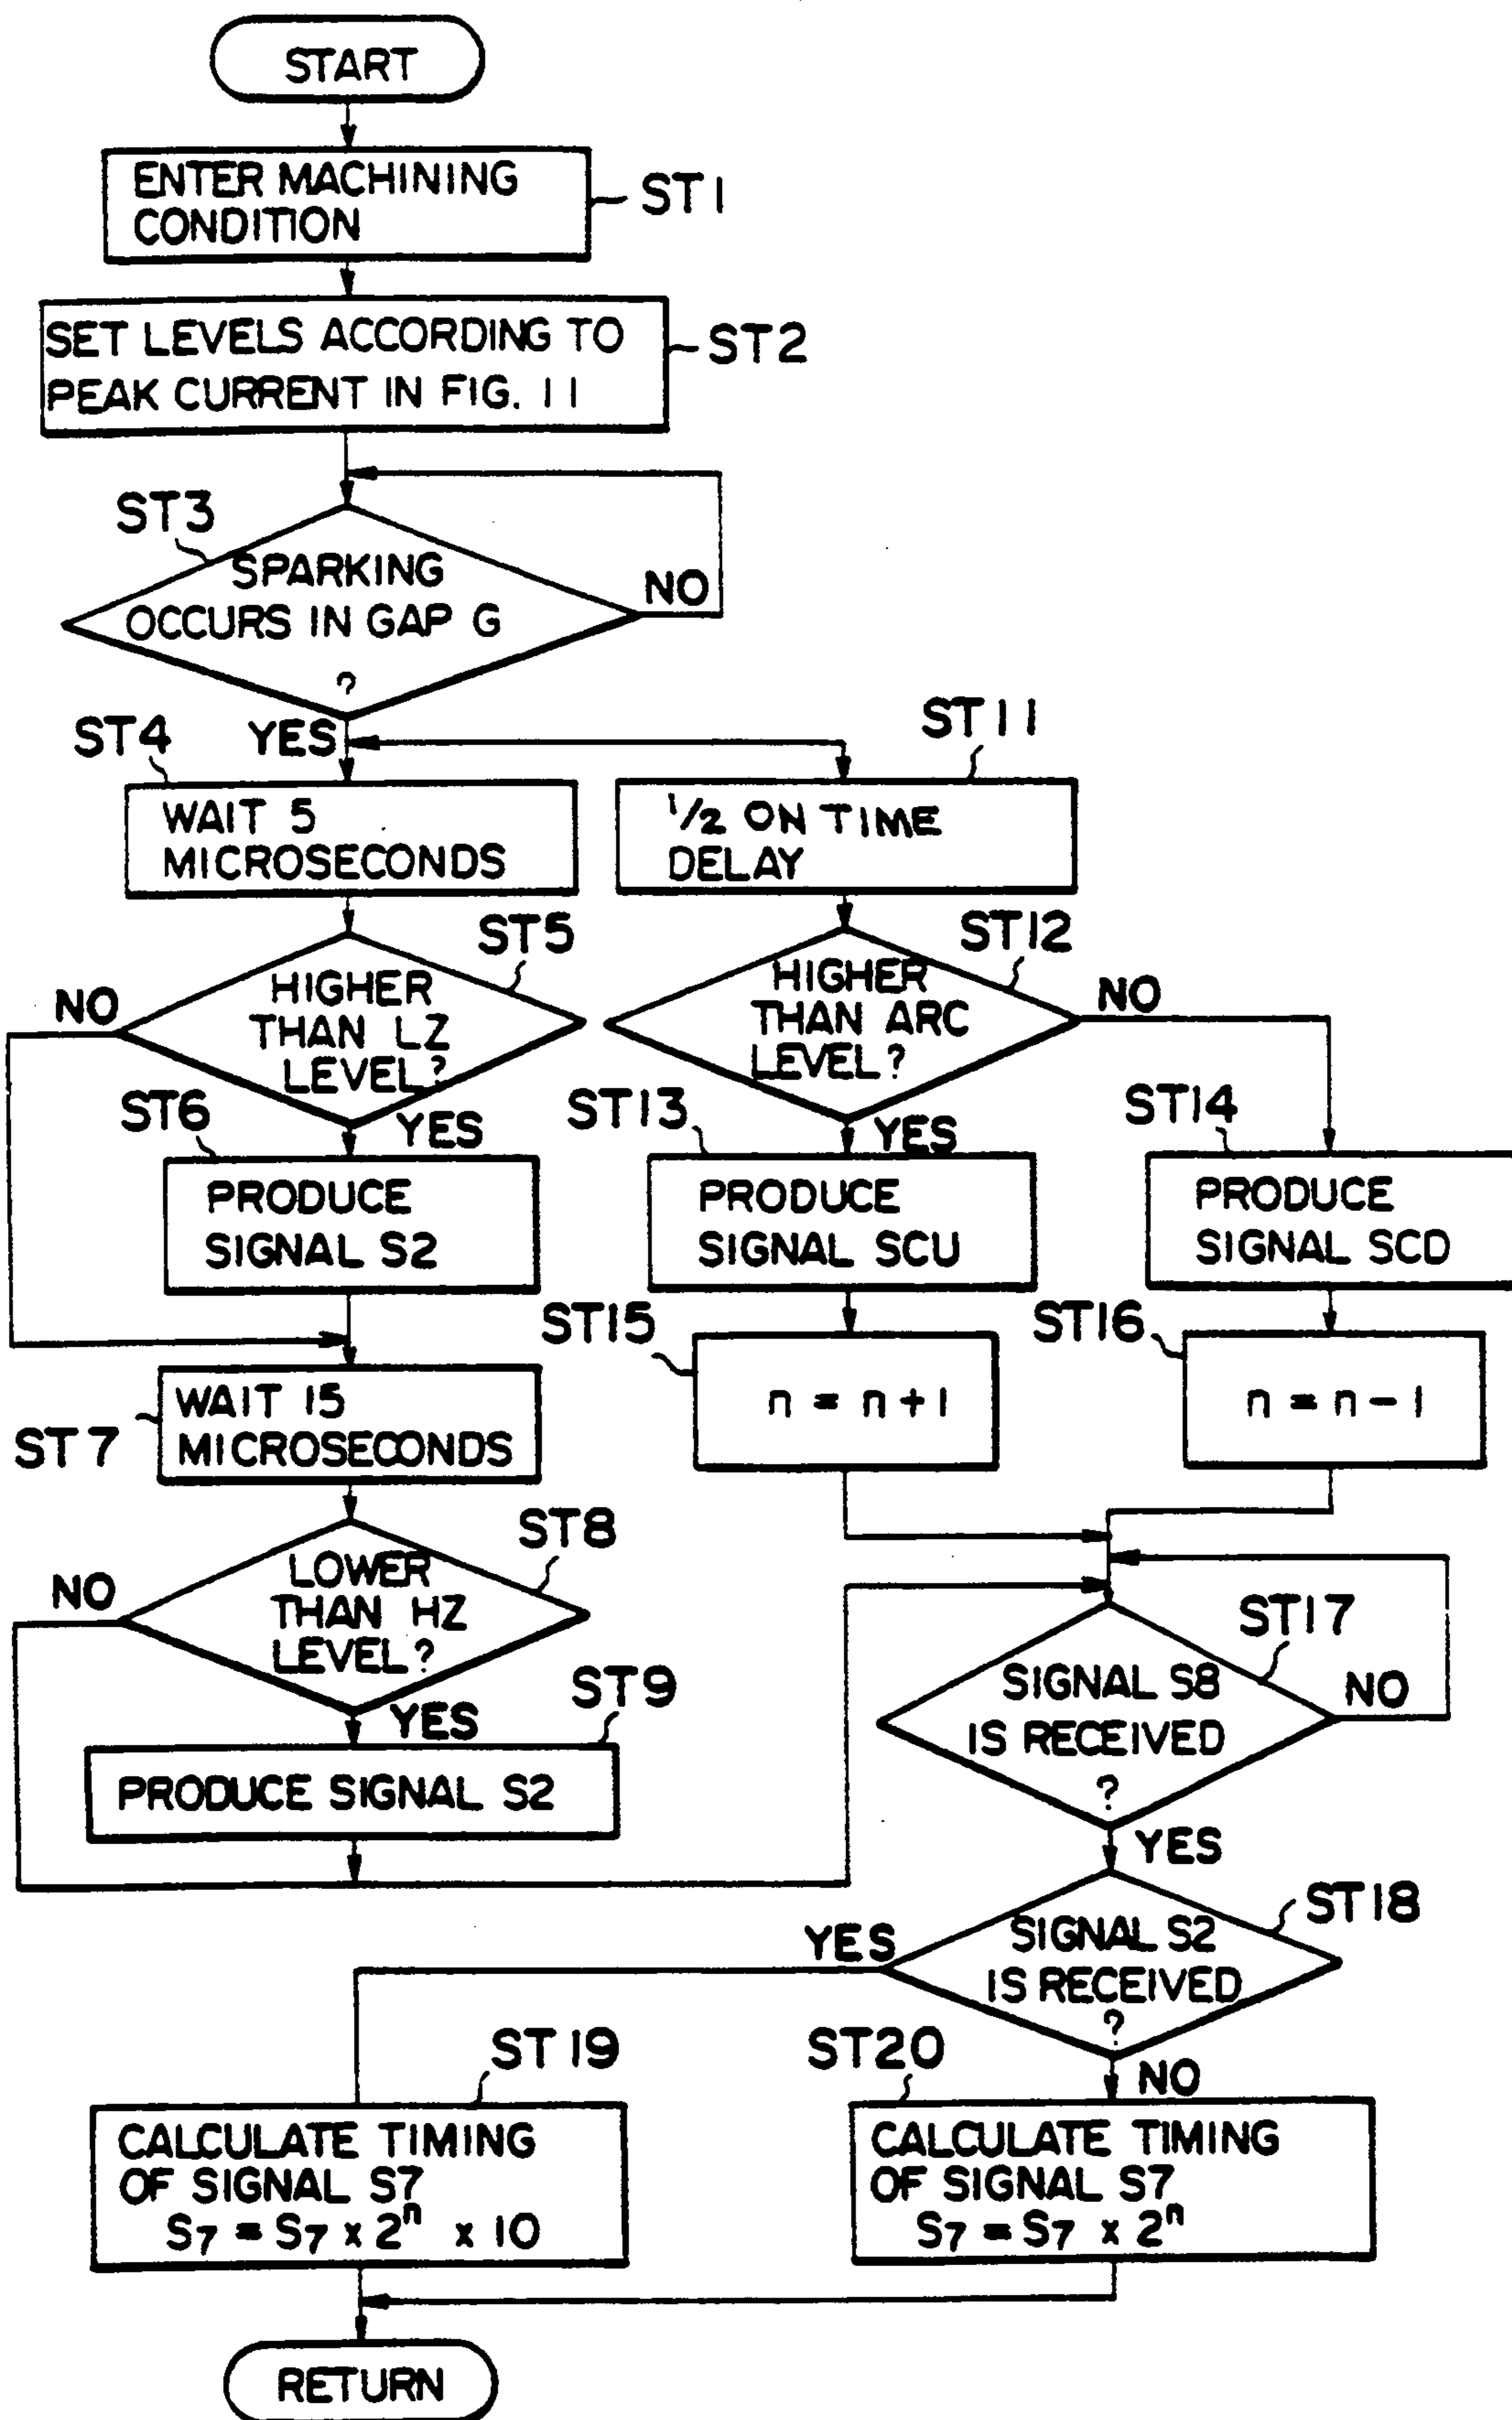 START
ENTER MACHINING
CONDITION
ST1
SET LEVELS ACCORDING TO
PEAK CURRENT IN FIG. 11
ST2
ST3
SPARKING
OCCURS IN GAP G
?
NO
YES
ST4
WAIT 5
MICROSECONDS
ST11
1/2 ON TIME
DELAY
ST5
HIGHER
THAN LZ
LEVEL?
NO
YES
ST12
HIGHER
THAN ARC
LEVEL?
NO
YES
ST6
PRODUCE
SIGNAL S2
ST13
PRODUCE
SIGNAL SCU
ST14
PRODUCE
SIGNAL SCD
ST7
WAIT 15
MICROSECONDS
ST15
n = n+1
ST16
n = n-1
ST8
LOWER
THAN HZ
LEVEL?
NO
YES
ST9
PRODUCE SIGNAL S2
ST17
SIGNAL S8
IS RECEIVED
?
NO
YES
ST18
SIGNAL S2
IS RECEIVED
?
YES
NO
ST19
CALCULATE TIMING
OF SIGNAL S7
S7 = S7 x 2ⁿ x 10
ST20
CALCULATE TIMING
OF SIGNAL S7
S7 = S7 x 2ⁿ
RETURN